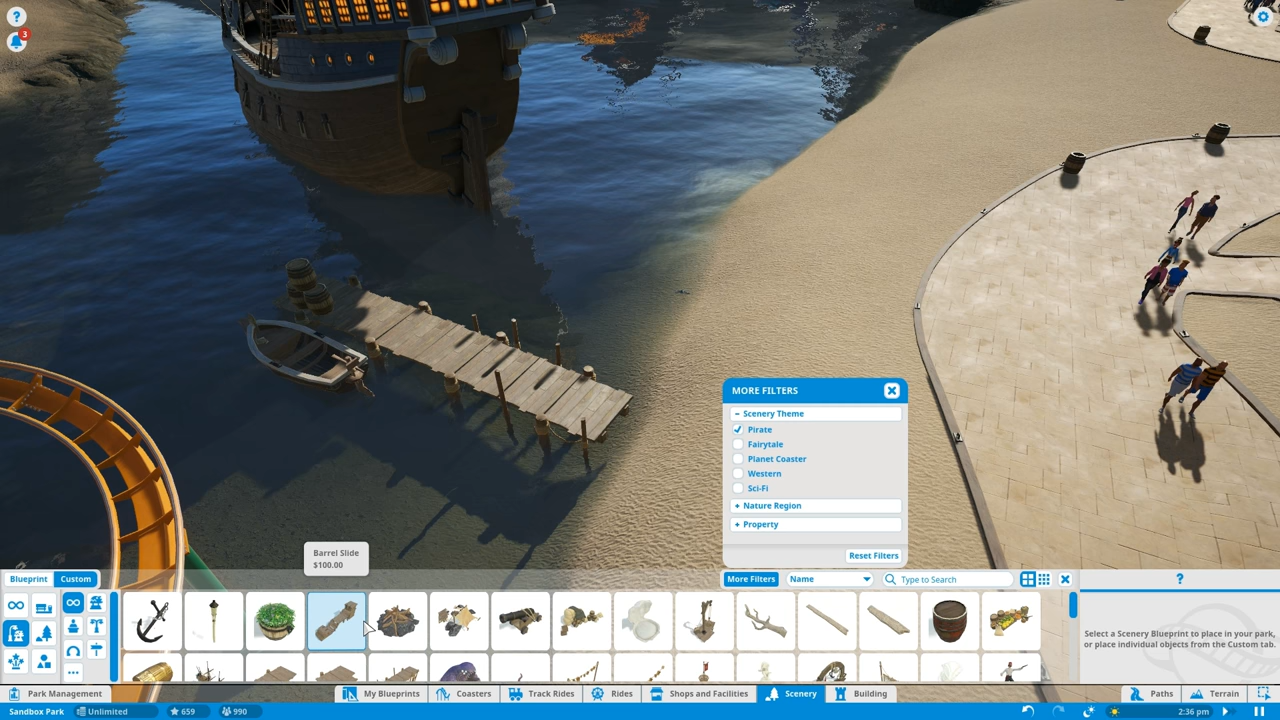 ?
3
MORE FILTERS
Scenery Theme
Pirate
Fairytale
Planet Coaster
Western
Sci-Fi
Nature Region
Property
Reset Filters
Barrel Slide
$100.00
Blueprint
Custom
More Filters
Name
Type to Search
?
Select a Scenery Blueprint to place in your park,
or place individual objects from the Custom tab.
Park Management
My Blueprints
Coasters
Track Rides
Rides
Shops and Facilities
Scenery
Building
Paths
Terrain
Sandbox Park
Unlimited
659
990
2:36 pm